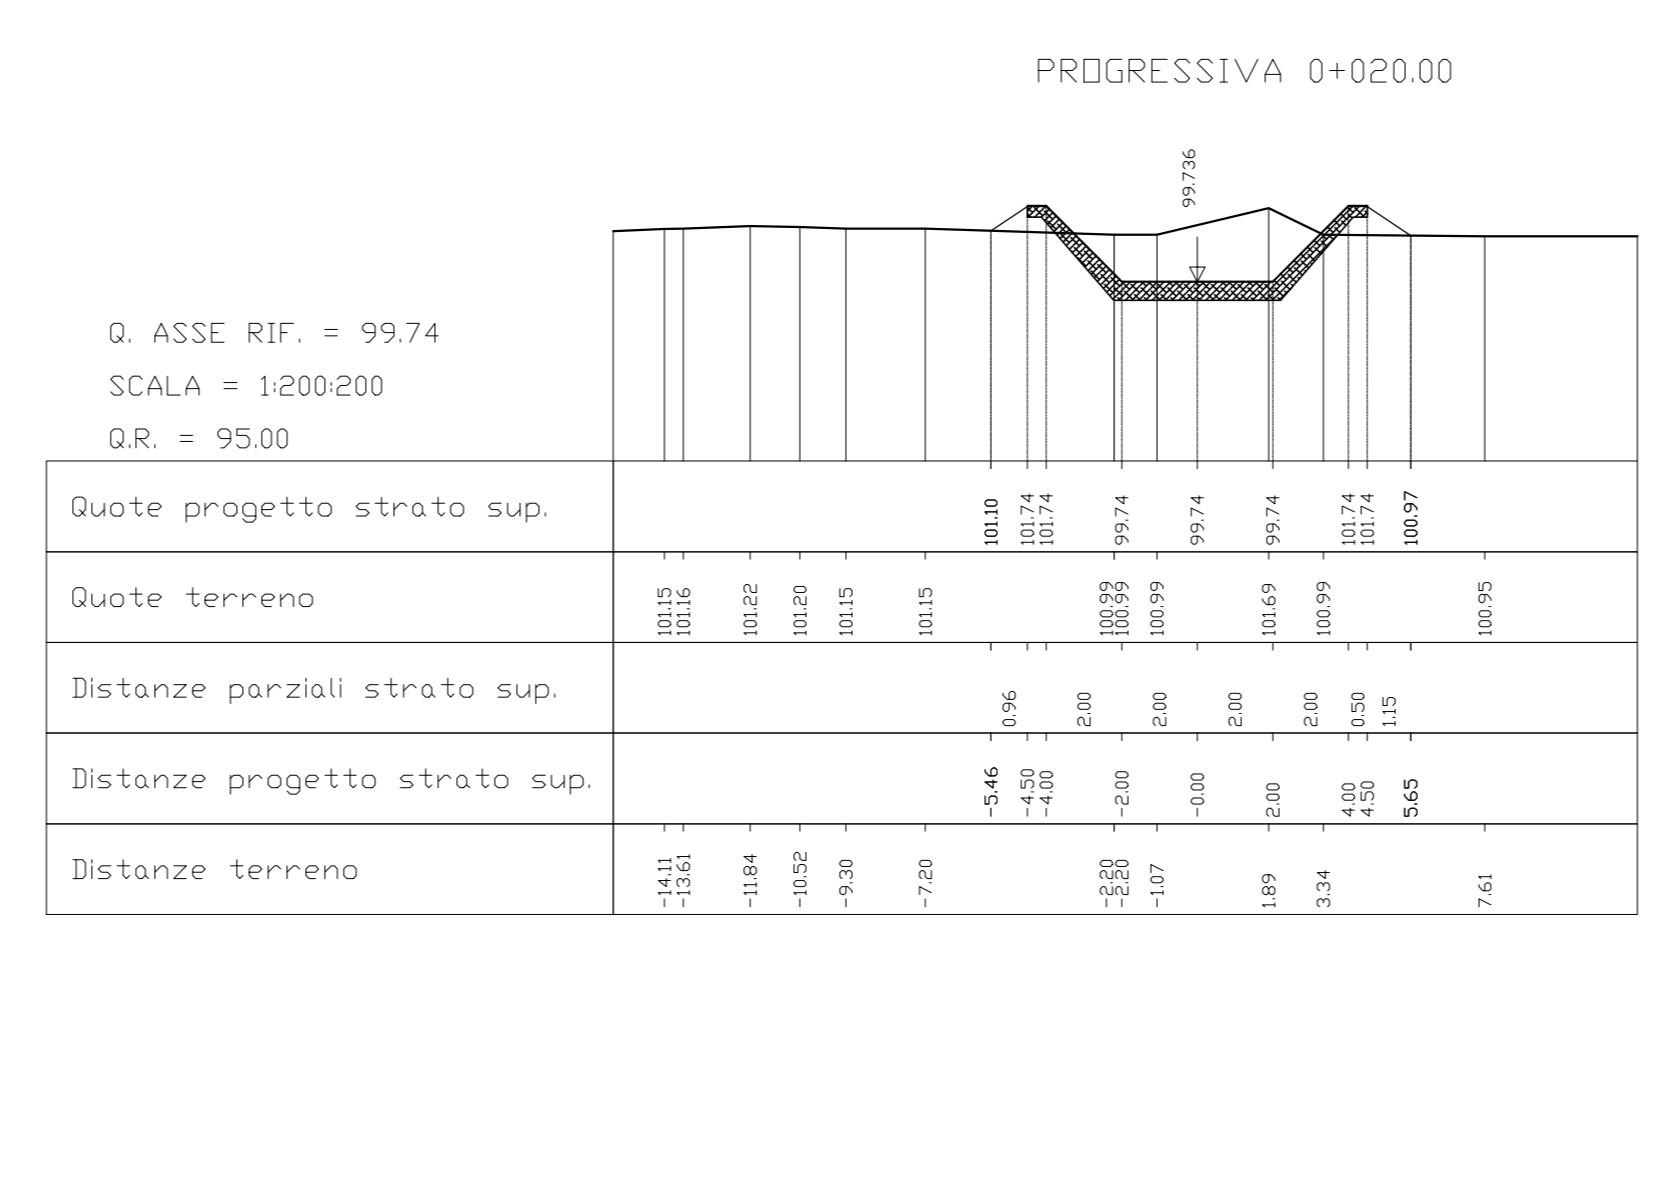 PROGRESSIVA 0+020.00
99.736
Q. ASSE RIF. = 99.74
SCALA = 1:200:200
Q.R. = 95.00
Quote progetto strato sup. 101.10 101.74 101.74 99.74 99.74 99.74 101.74 101.74 100.97
Quote terreno 101.15 101.16 101.22 101.20 101.15 101.15 100.99 100.99 100.99 101.69 100.99 100.95
Distanze parziali strato sup. 0.96 2.00 2.00 2.00 2.00 0.50 1.15
Distanze progetto strato sup. -5.46 -4.50 -4.00 -2.00 -0.00 2.00 4.00 4.50 5.65
Distanze terreno -14.11 -13.61 -11.84 -10.52 -9.30 -7.20 -2.20 -2.20 -1.07 1.89 3.34 7.61